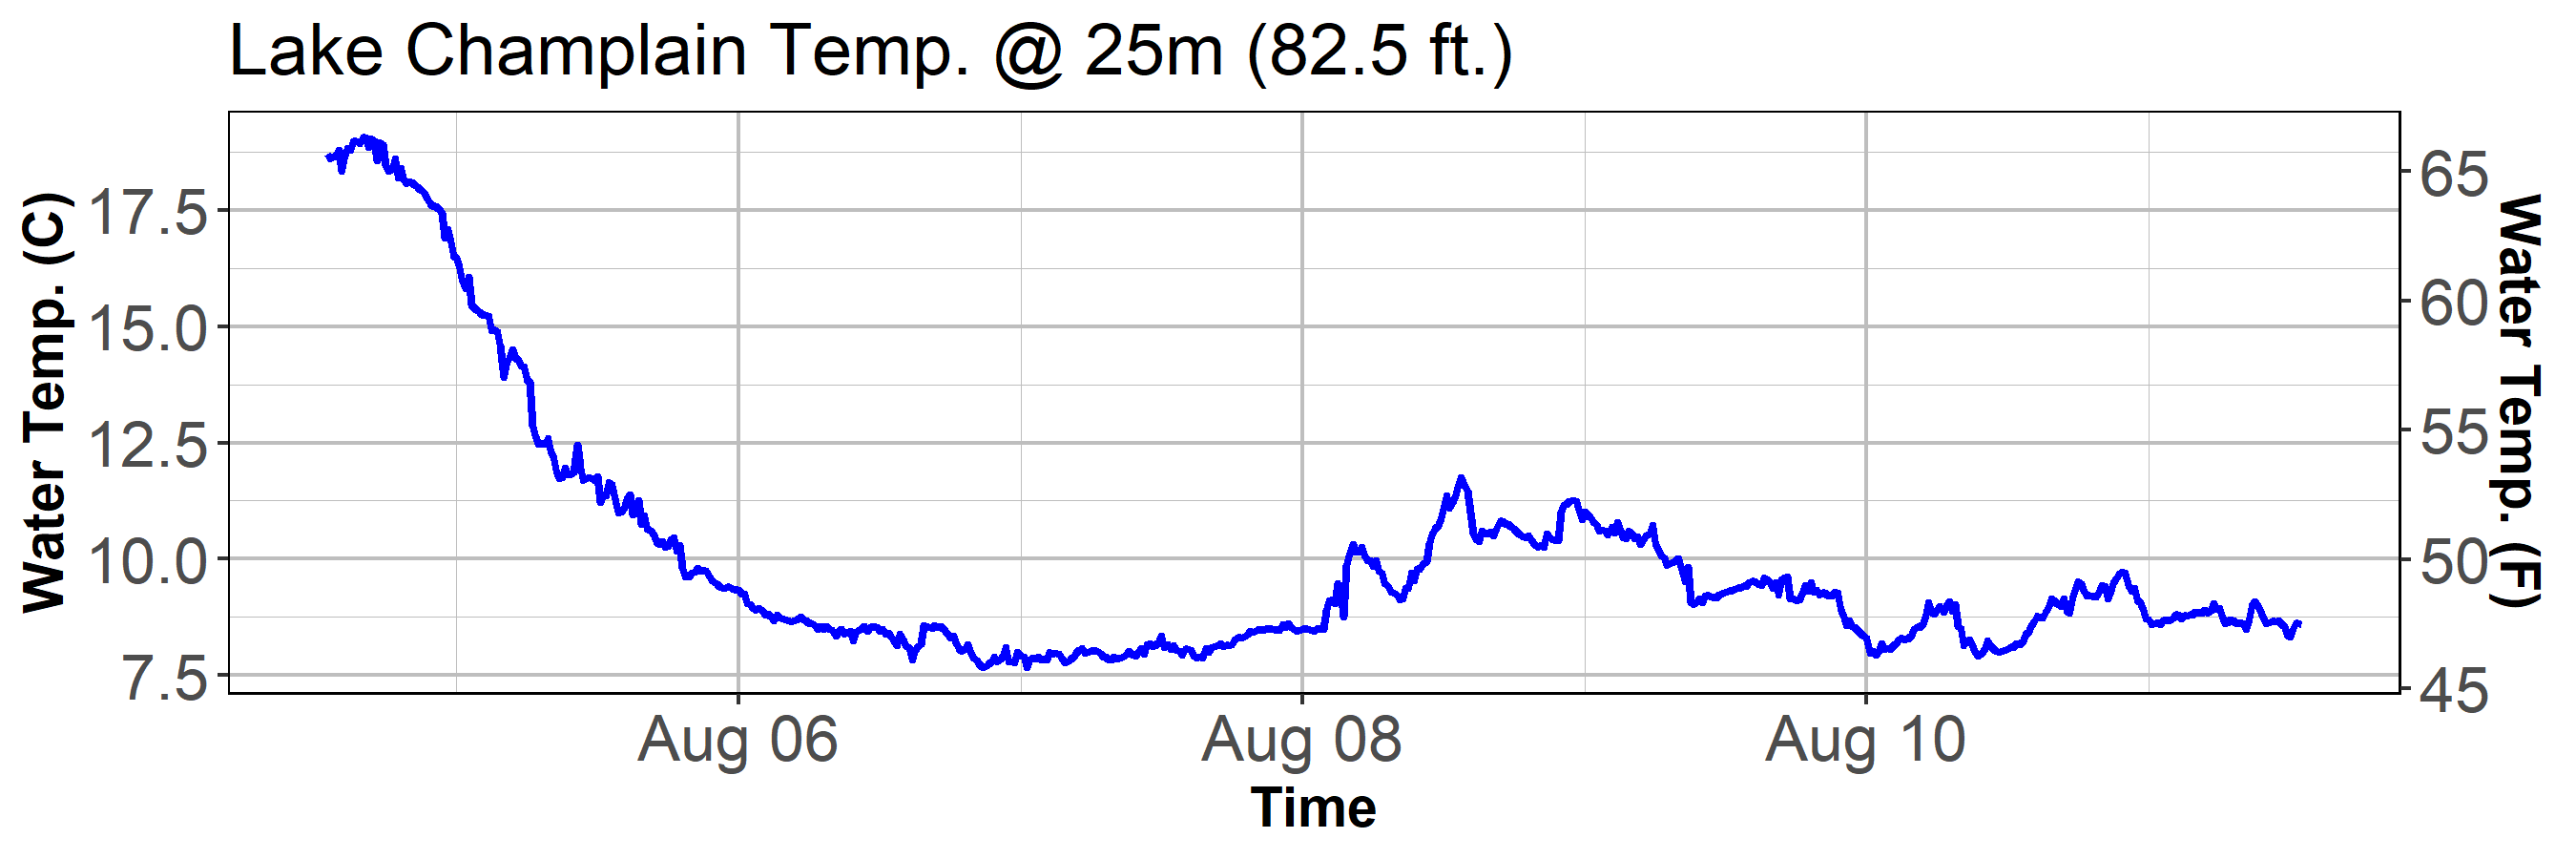 Lake Champlain Temp. @ 25m (82.5 ft.)
Water Temp. (C)
17.5
15.0
12.5
10.0
7.5
65
60
55
50
45
Water Temp. (F)
Aug 06
Aug 08
Aug 10
Time